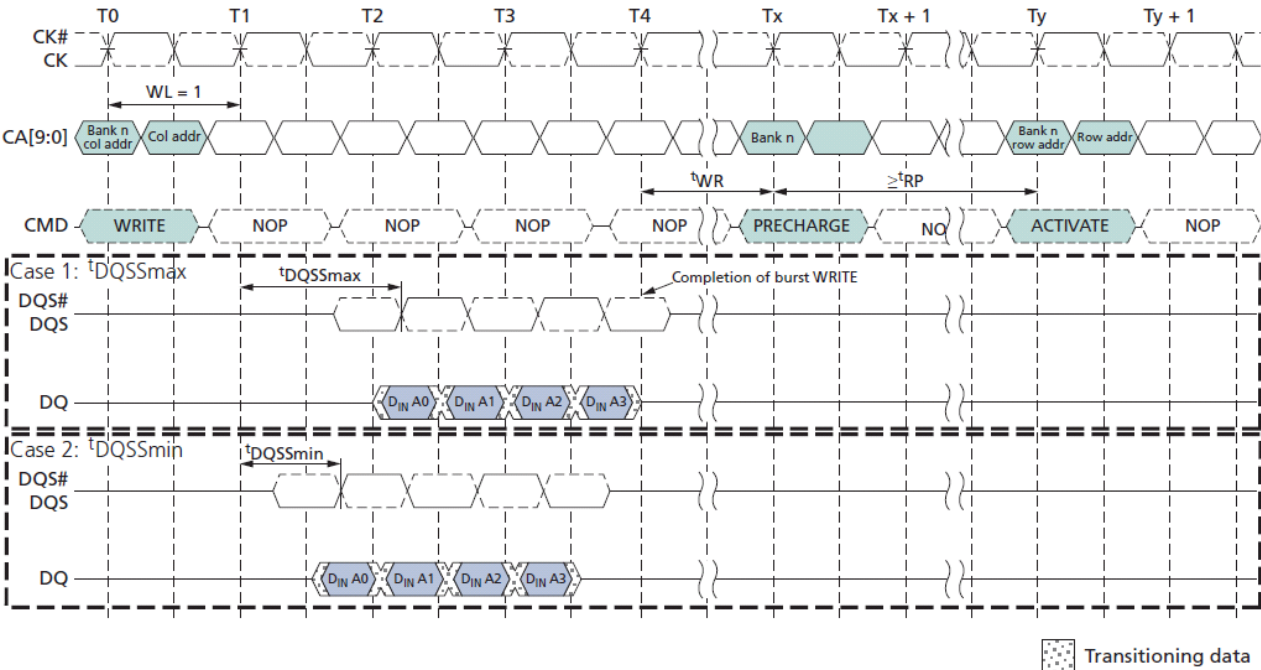 T0 T1 T2 T3 T4 Tx Tx + 1 Ty Ty + 1
CK#
CK
WL = 1
CA[9:0]
Bank n
col addr
Col addr
Bank n
Bank n
row addr
Row addr
tWR
≥tRP
CMD WRITE NOP NOP NOP NOP PRECHARGE NO ACTIVATE NOP
Case 1: tDQSSmax
tDQSSmax
Completion of burst WRITE
DQS#
DQS
DQ DIN A0 DIN A1 DIN A2 DIN A3
Case 2: tDQSSmin
tDQSSmin
DQS#
DQS
DQ DIN A0 DIN A1 DIN A2 DIN A3
Transitioning data